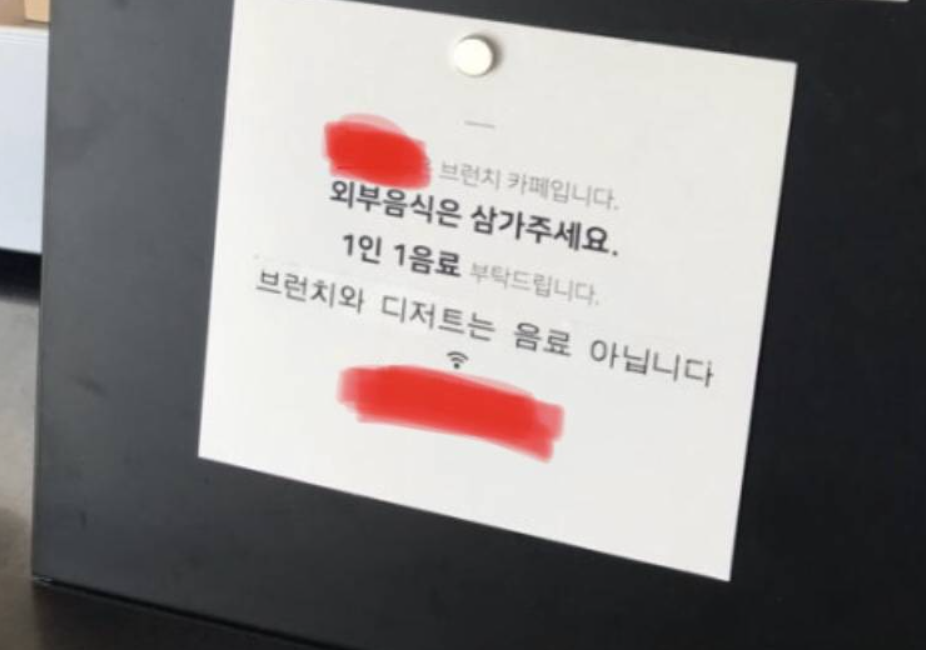 브런치 카페입니다.
외부음식은 삼가주세요.
1인 1음료 부탁드립니다.
브런치와 디저트는 음료 아닙니다